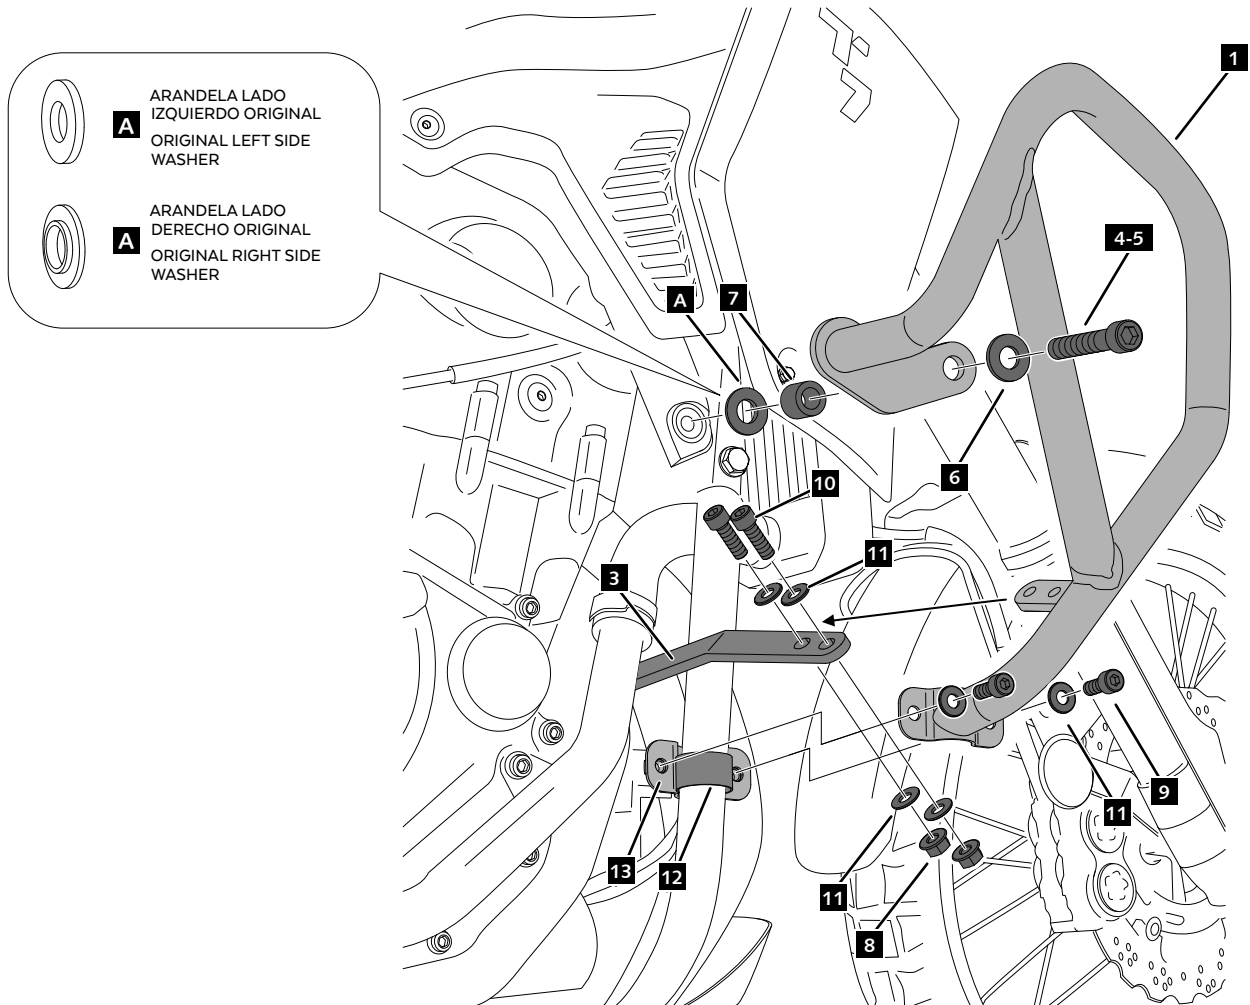 A
ARANDELA LADO
IZQUIERDO ORIGINAL
ORIGINAL LEFT SIDE
WASHER
A
ARANDELA LADO
DERECHO ORIGINAL
ORIGINAL RIGHT SIDE
WASHER
1
4-5
A
7
6
10
11
3
9
11
13
12
11
8